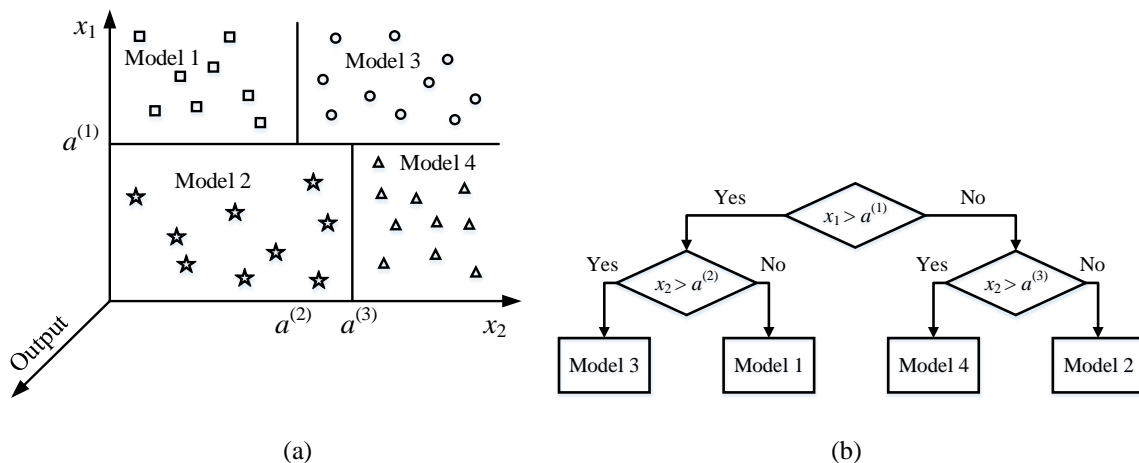 x₁
Model 1
Model 3
a⁽¹⁾
Model 2
Model 4
a⁽²⁾
a⁽³⁾
x₂
Output
(a)
Yes
x₁ > a⁽¹⁾
No
Yes
x₂ > a⁽²⁾
No
Yes
x₂ > a⁽³⁾
No
Model 3
Model 1
Model 4
Model 2
(b)